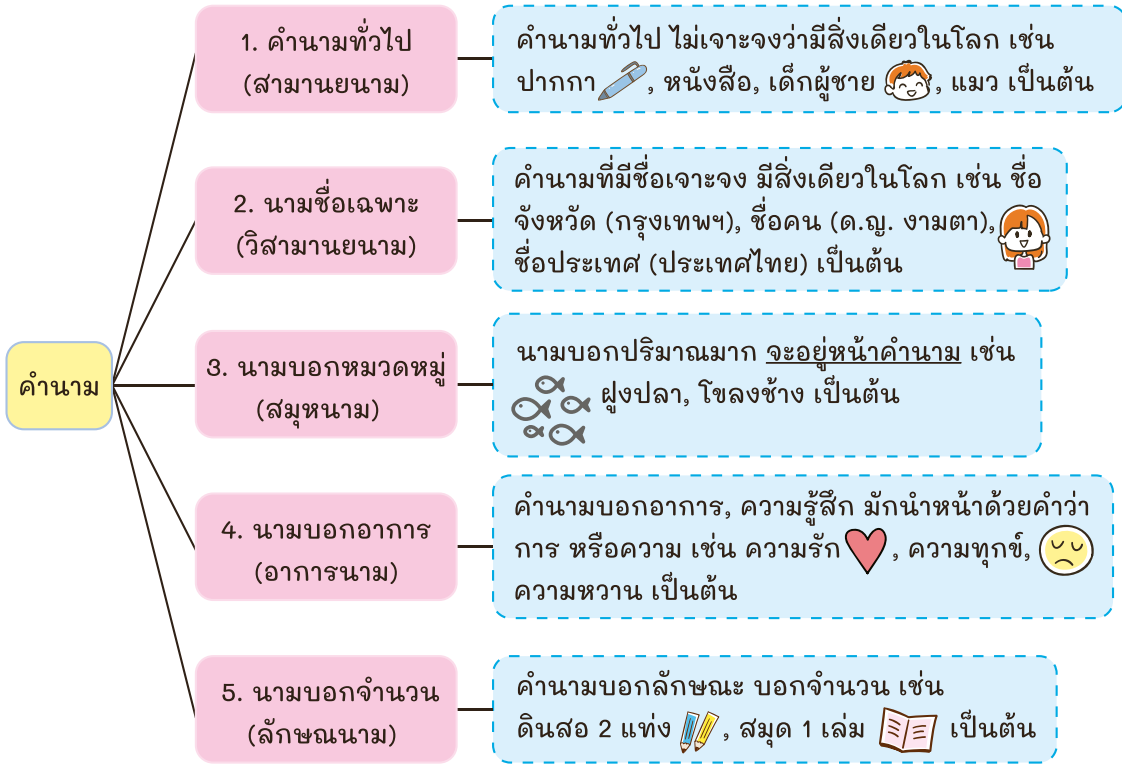 คำนาม
1. คำนามทั่วไป
(สามานยนาม)
คำนามทั่วไป ไม่เจาะจงว่ามีสิ่งเดียวในโลก เช่น
ปากกา , หนังสือ, เด็กผู้ชาย , แมว เป็นต้น
2. นามชื่อเฉพาะ
(วิสามานยนาม)
คำนามที่มีชื่อเจาะจง มีสิ่งเดียวในโลก เช่น ชื่อ
จังหวัด (กรุงเทพฯ), ชื่อคน (ด.ญ. งามตา),
ชื่อประเทศ (ประเทศไทย) เป็นต้น
3. นามบอกหมวดหมู่
(สมุหนาม)
นามบอกปริมาณมาก จะอยู่หน้าคำนาม เช่น
ฝูงปลา, โขลงช้าง เป็นต้น
4. นามบอกอาการ
(อาการนาม)
คำนามบอกอาการ, ความรู้สึก มักนำหน้าด้วยคำว่า
การ หรือความ เช่น ความรัก , ความทุกข์,
ความหวาน เป็นต้น
5. นามบอกจำนวน
(ลักษณนาม)
คำนามบอกลักษณะ บอกจำนวน เช่น
ดินสอ 2 แท่ง , สมุด 1 เล่ม เป็นต้น